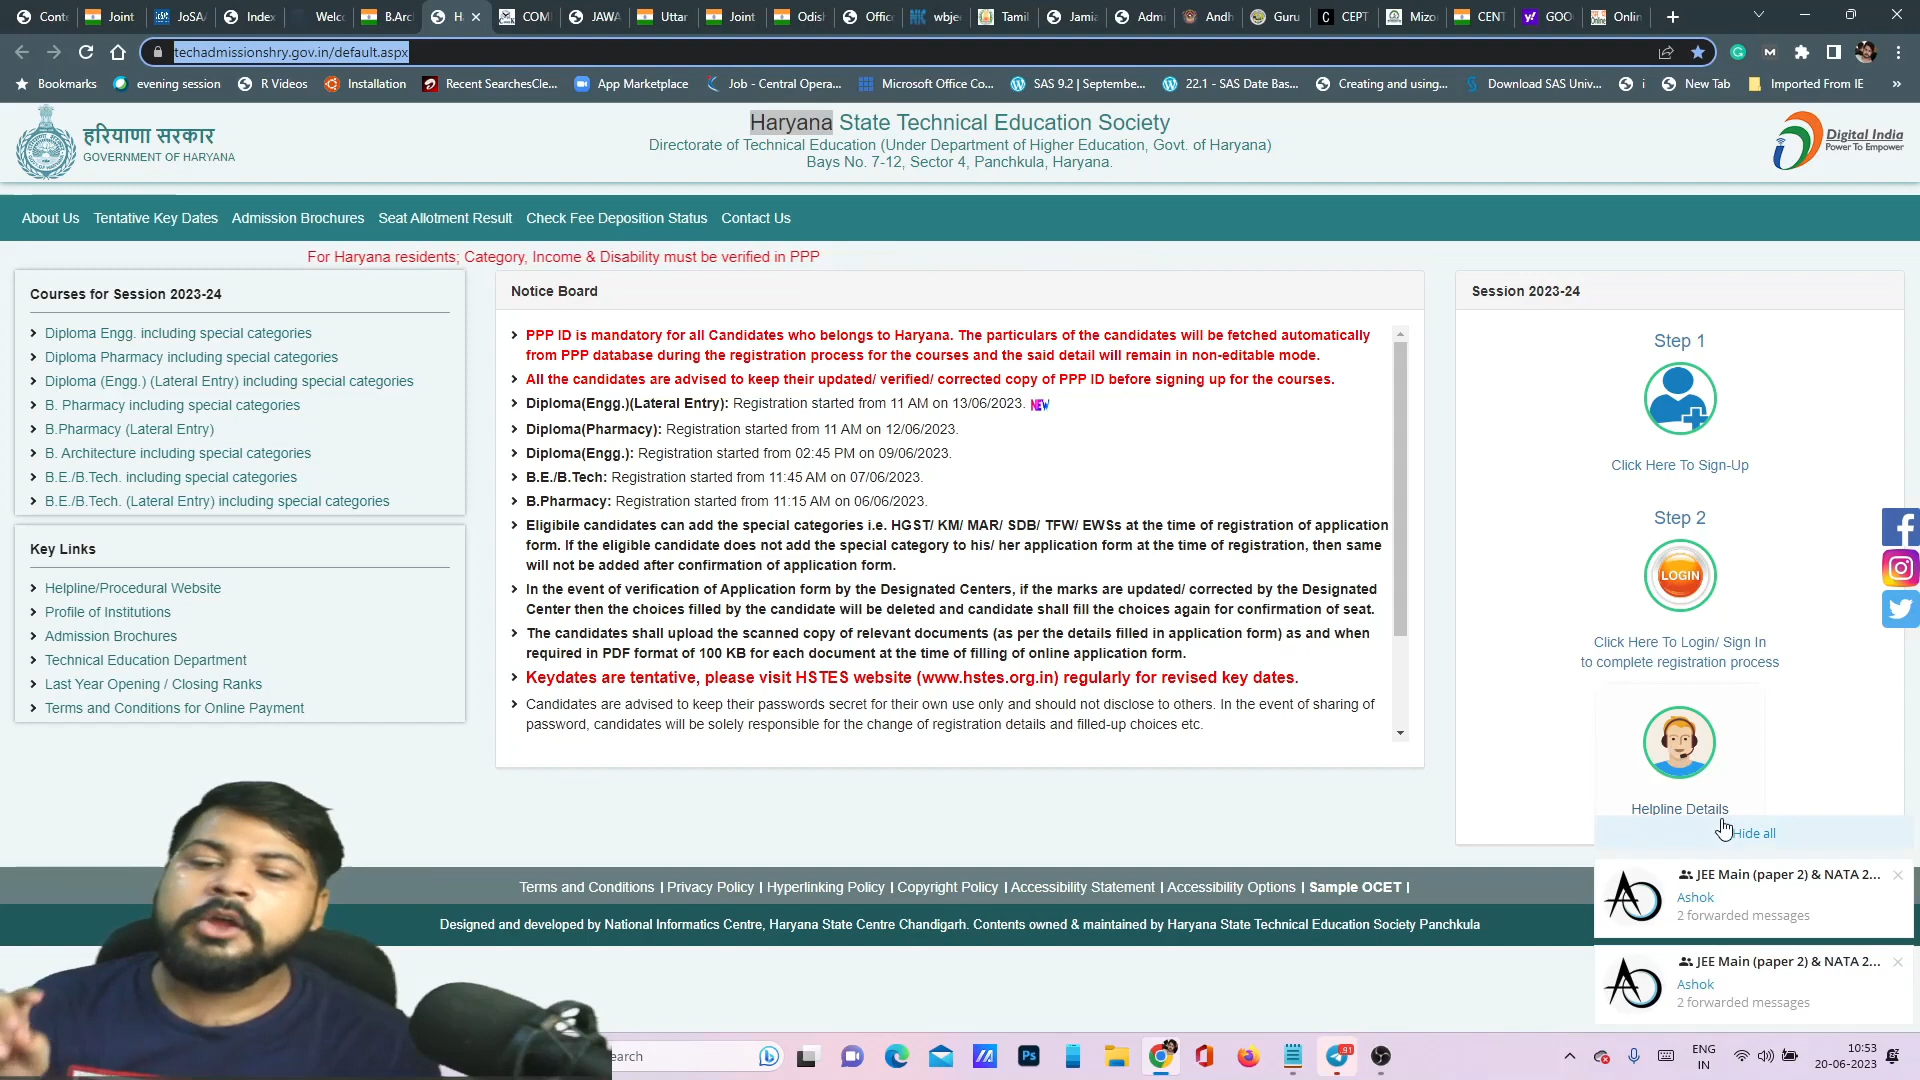 Cont
Joint
JoSA
Index
Welc
B.Arc
H
COM
JAWA
Uttar
Joint
Odish
Offic
wbje
Tamil
Jamia
Admi
Andh
Guru
CEPT
Mizo
CENT
GOO
Onlin
techadmissionshry.gov.in/default.aspx
Bookmarks
evening session
R Videos
Installation
Recent SearchesCle...
App Marketplace
Job - Central Opera...
Microsoft Office Co...
SAS 9.2 | Septembe...
22.1 - SAS Date Bas...
Creating and using...
Download SAS Univ...
i
New Tab
Imported From IE
हरियाणा सरकार
GOVERNMENT OF HARYANA
Haryana State Technical Education Society
Directorate of Technical Education (Under Department of Higher Education, Govt. of Haryana)
Bays No. 7-12, Sector 4, Panchkula, Haryana.
Digital India
Power To Empower
About Us Tentative Key Dates Admission Brochures Seat Allotment Result Check Fee Deposition Status Contact Us
For Haryana residents; Category, Income & Disability must be verified in PPP
Courses for Session 2023-24
Diploma Engg. including special categories
Diploma Pharmacy including special categories
Diploma (Engg.) (Lateral Entry) including special categories
B. Pharmacy including special categories
B.Pharmacy (Lateral Entry)
B. Architecture including special categories
B.E./B.Tech. including special categories
B.E./B.Tech. (Lateral Entry) including special categories
Key Links
Helpline/Procedural Website
Profile of Institutions
Admission Brochures
Technical Education Department
Last Year Opening / Closing Ranks
Terms and Conditions for Online Payment
Notice Board
PPP ID is mandatory for all Candidates who belongs to Haryana. The particulars of the candidates will be fetched automatically
from PPP database during the registration process for the courses and the said detail will remain in non-editable mode.
All the candidates are advised to keep their updated/ verified/ corrected copy of PPP ID before signing up for the courses.
Diploma(Engg.)(Lateral Entry): Registration started from 11 AM on 13/06/2023. NEW
Diploma(Pharmacy): Registration started from 11 AM on 12/06/2023.
Diploma(Engg.): Registration started from 02:45 PM on 09/06/2023.
B.E./B.Tech: Registration started from 11:45 AM on 07/06/2023.
B.Pharmacy: Registration started from 11:15 AM on 06/06/2023.
Eligibile candidates can add the special categories i.e. HGST/ KM/ MAR/ SDB/ TFW/ EWSs at the time of registration of application
form. If the eligible candidate does not add the special category to his/ her application form at the time of registration, then same
will not be added after confirmation of application form.
In the event of verification of Application form by the Designated Centers, if the marks are updated/ corrected by the Designated
Center then the choices filled by the candidate will be deleted and candidate shall fill the choices again for confirmation of seat.
The candidates shall upload the scanned copy of relevant documents (as per the details filled in application form) as and when
required in PDF format of 100 KB for each document at the time of filling of online application form.
Keydates are tentative, please visit HSTES website (www.hstes.org.in) regularly for revised key dates.
Candidates are advised to keep their passwords secret for their own use only and should not disclose to others. In the event of sharing of
password, candidates will be solely responsible for the change of registration details and filled-up choices etc.
Session 2023-24
Step 1
Click Here To Sign-Up
Step 2
LOGIN
Click Here To Login/ Sign In
to complete registration process
Helpline Details
Hide all
JEE Main (paper 2) & NATA 2...
Ashok
2 forwarded messages
JEE Main (paper 2) & NATA 2...
Ashok
2 forwarded messages
Terms and Conditions | Privacy Policy | Hyperlinking Policy | Copyright Policy | Accessibility Statement | Accessibility Options | Sample OCET |
Designed and developed by National Informatics Centre, Haryana State Centre Chandigarh. Contents owned & maintained by Haryana State Technical Education Society Panchkula
earch
Ps
91
ENG
IN
10:53
20-06-2023